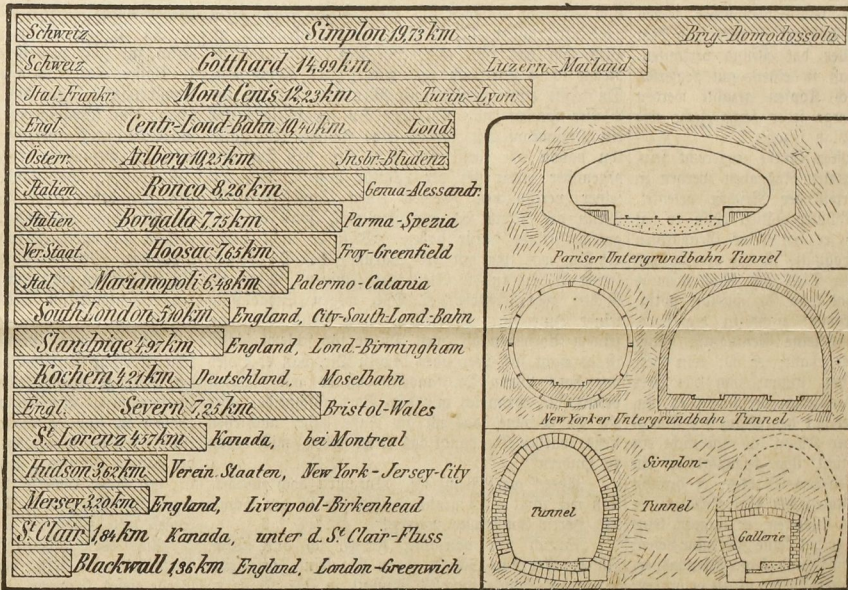 Schweiz Simplon 19,73 km Brig-Domodossola
Schweiz Gotthard 14,99 km Luzern-Mailand
Ital-Frankr. Mont Cenis 12,23 km Turin-Lyon
Engl. Centr.-Lond-Bahn 10,40 km Lond.
Österr. Arlberg 10,25 km Insbr-Bludenz
Italien Ronco 8,26 km Genua-Alessandr.
Italien Borgalla 7,75 km Parma-Spezia
Ver.Staat. Hoosac 7,65 km Troy-Greenfield
Ital. Marianopoli 6,48 km Palermo-Catania
South London 5,10 km England, City-South-Lond-Bahn
Standpige 4,97 km England, Lond-Birmingham
Kochem 4,21 km Deutschland, Moselbahn
Engl. Severn 7,25 km Bristol-Wales
St Lorenz 4,57 km Kanada, bei Montreal
Hudson 3,62 km Verein. Staaten, New York-Jersey-City
Mersey 3,20 km England, Liverpool-Birkenhead
St Clair 1,84 km Kanada, unter d. St Clair-Fluss
Blackwall 1,36 km England, London-Greenwich
Pariser Untergrundbahn Tunnel
New Yorker Untergrundbahn Tunnel
Simplon-
Tunnel
Tunnel
Gallerie